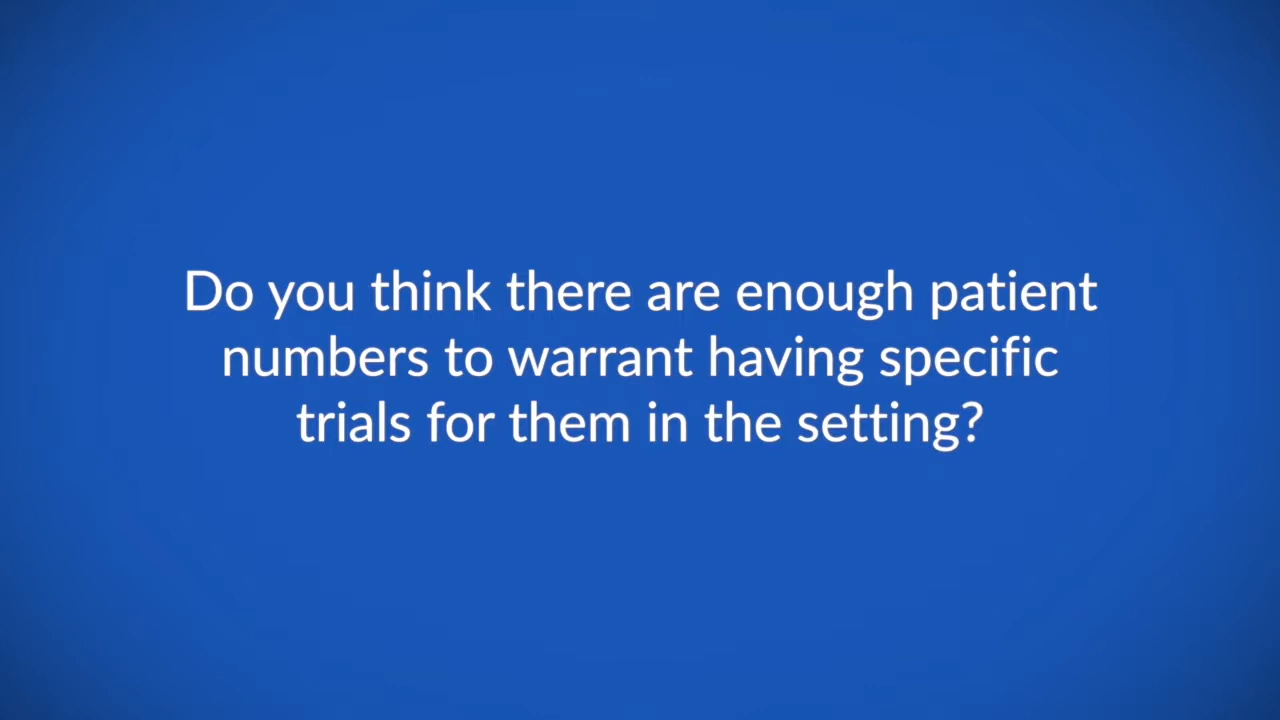 Do you think there are enough patient
numbers to warrant having specific
trials for them in the setting?